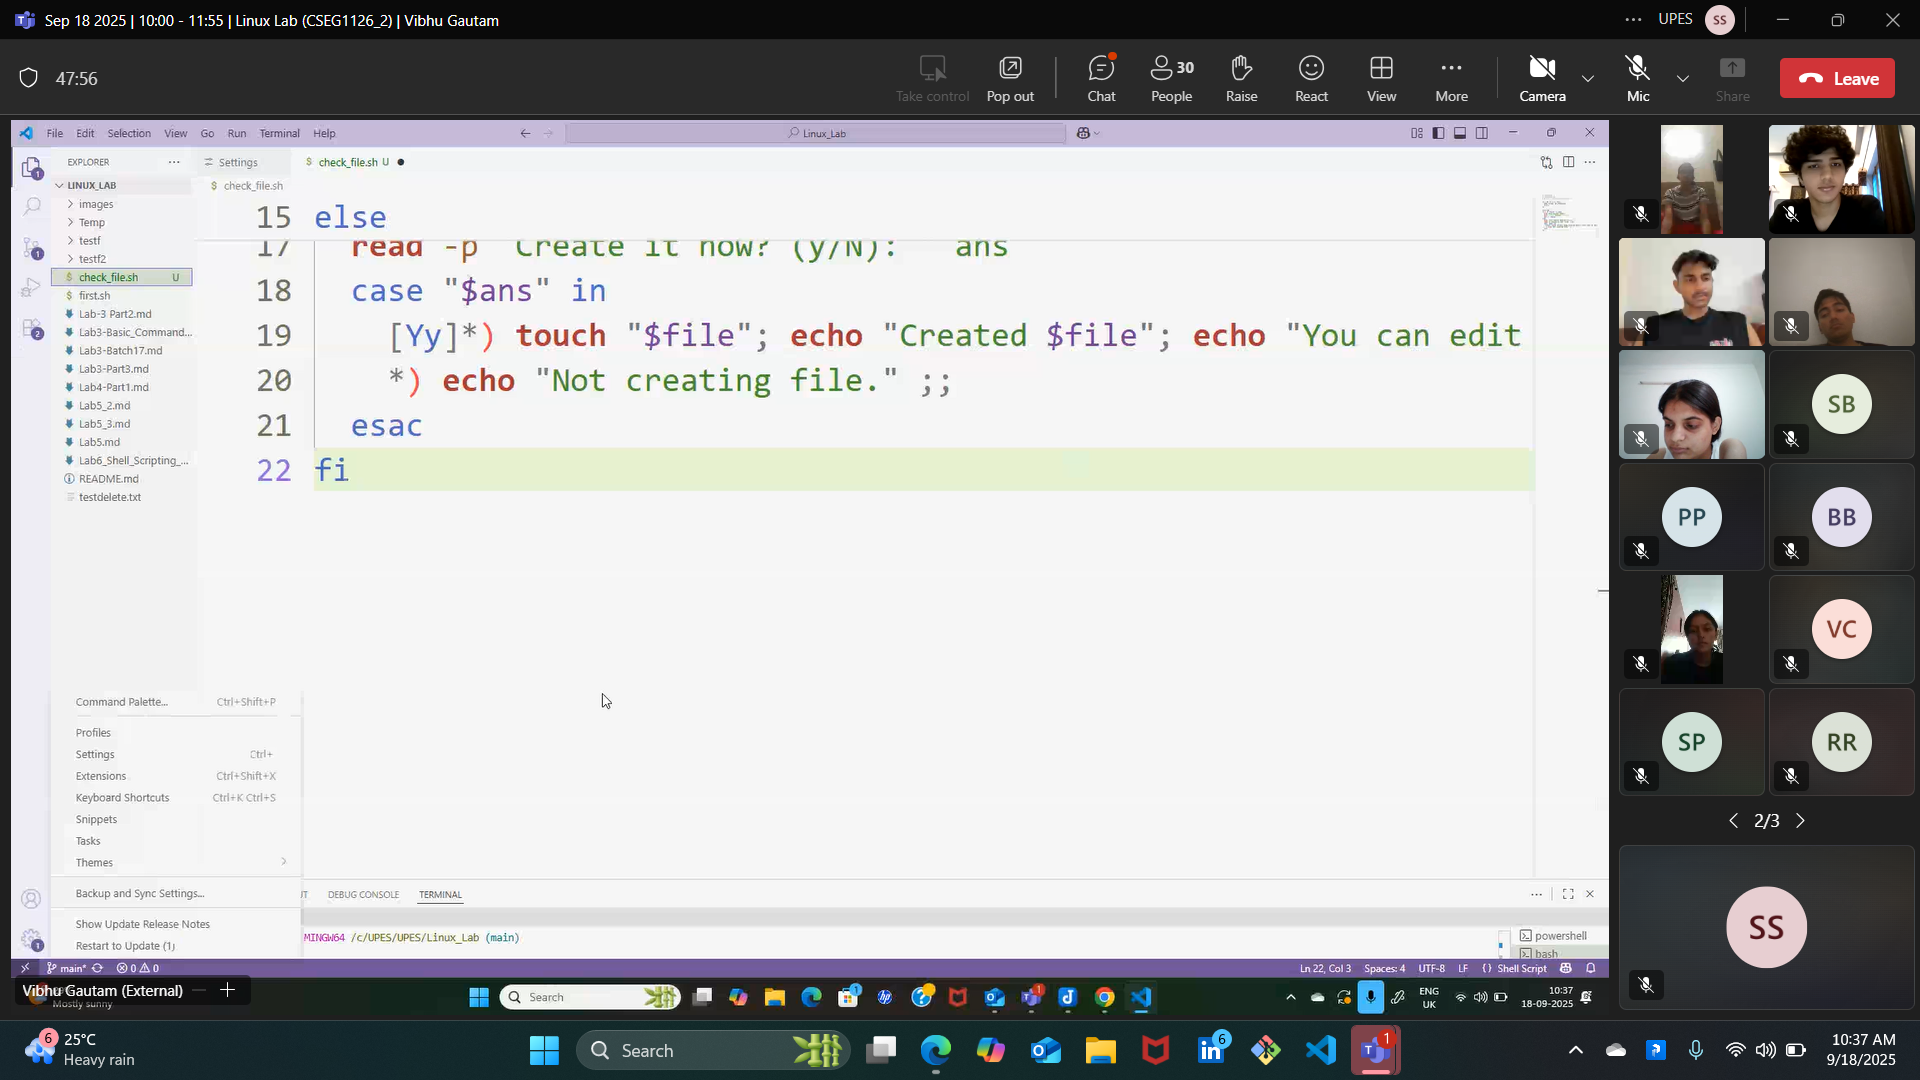 Sep 18 2025 | 10:00 - 11:55 | Linux Lab (CSEG1126_2) | Vibhu Gautam
UPES
SS
47:56
Take control
Pop out
Chat
30
People
Raise
React
View
More
Camera
Mic
Share
Leave
File Edit Selection View Go Run Terminal Help
Linux_Lab
EXPLORER
Settings
check_file.sh U
LINUX_LAB
check_file.sh
images
Temp
testf
testf2
check_file.sh U
first.sh
Lab-3 Part2.md
Lab3-Basic_Command...
Lab3-Batch17.md
Lab3-Part3.md
Lab4-Part1.md
Lab5_2.md
Lab5_3.md
Lab5.md
Lab6_Shell_Scripting_...
README.md
testdelete.txt
15 else
17 read -p "Create it now? (y/N): " ans
18 case "$ans" in
19 [Yy]*) touch "$file"; echo "Created $file"; echo "You can edit
20 *) echo "Not creating file." ;;
21 esac
22 fi
Command Palette... Ctrl+Shift+P
Profiles
Settings Ctrl+
Extensions Ctrl+Shift+X
Keyboard Shortcuts Ctrl+K Ctrl+S
Snippets
Tasks
Themes
Backup and Sync Settings...
Show Update Release Notes
Restart to Update (1)
DEBUG CONSOLE
TERMINAL
MINGW64 /c/UPES/UPES/Linux_Lab (main)
powershell
bash
main* 0 0
Ln 22, Col 3 Spaces: 4 UTF-8 LF {} Shell Script
Vibhu Gautam (External)
Mostly sunny
Search
ENG
UK
10:37
18-09-2025
SB
PP
BB
VC
SP
RR
2/3
SS
6
25°C
Heavy rain
Search
6
1
10:37 AM
9/18/2025